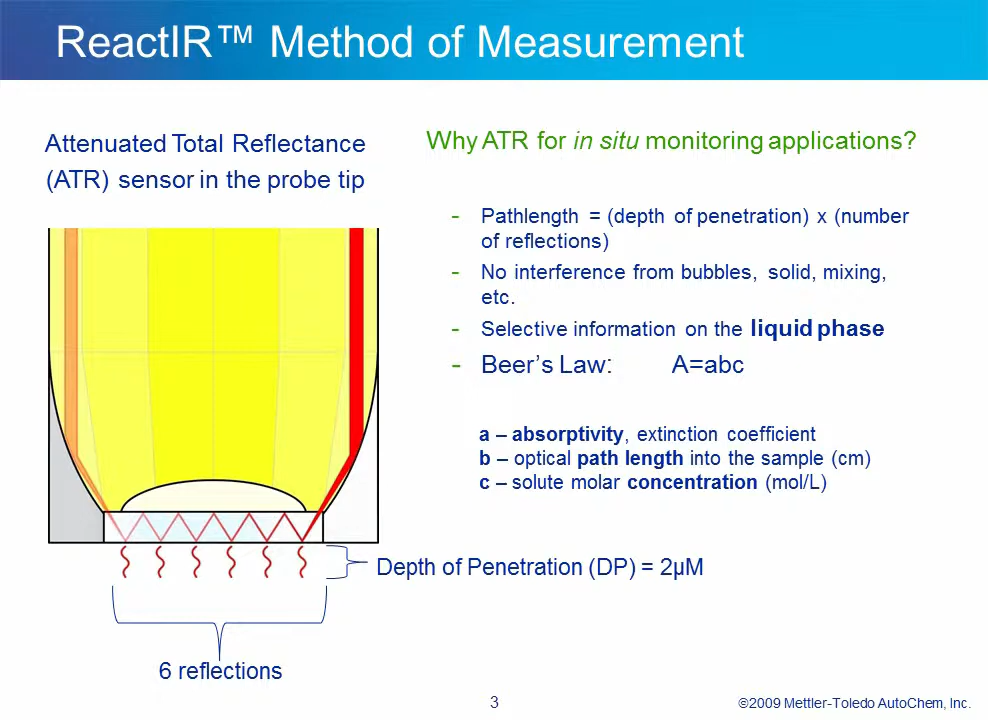 ReactIR™ Method of Measurement
Attenuated Total Reflectance
(ATR) sensor in the probe tip
Why ATR for in situ monitoring applications?
- Pathlength = (depth of penetration) x (number
of reflections)
- No interference from bubbles, solid, mixing,
etc.
- Selective information on the liquid phase
- Beer's Law: A=abc
a – absorptivity, extinction coefficient
b – optical path length into the sample (cm)
c – solute molar concentration (mol/L)
Depth of Penetration (DP) = 2µM
6 reflections
3
©2009 Mettler-Toledo AutoChem, Inc.